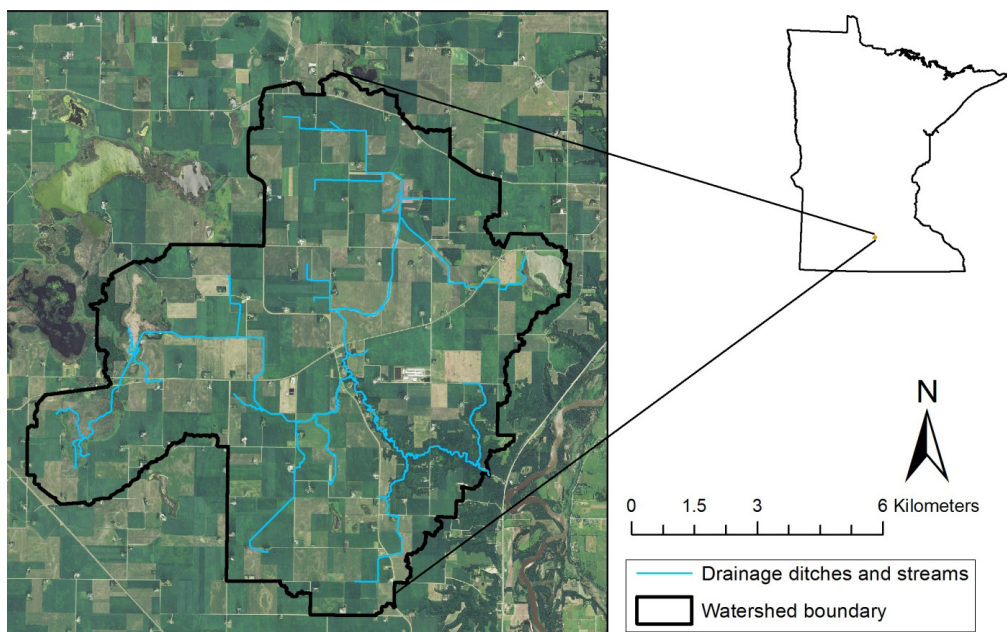 N
0 1.5 3 6 Kilometers
Drainage ditches and streams
Watershed boundary